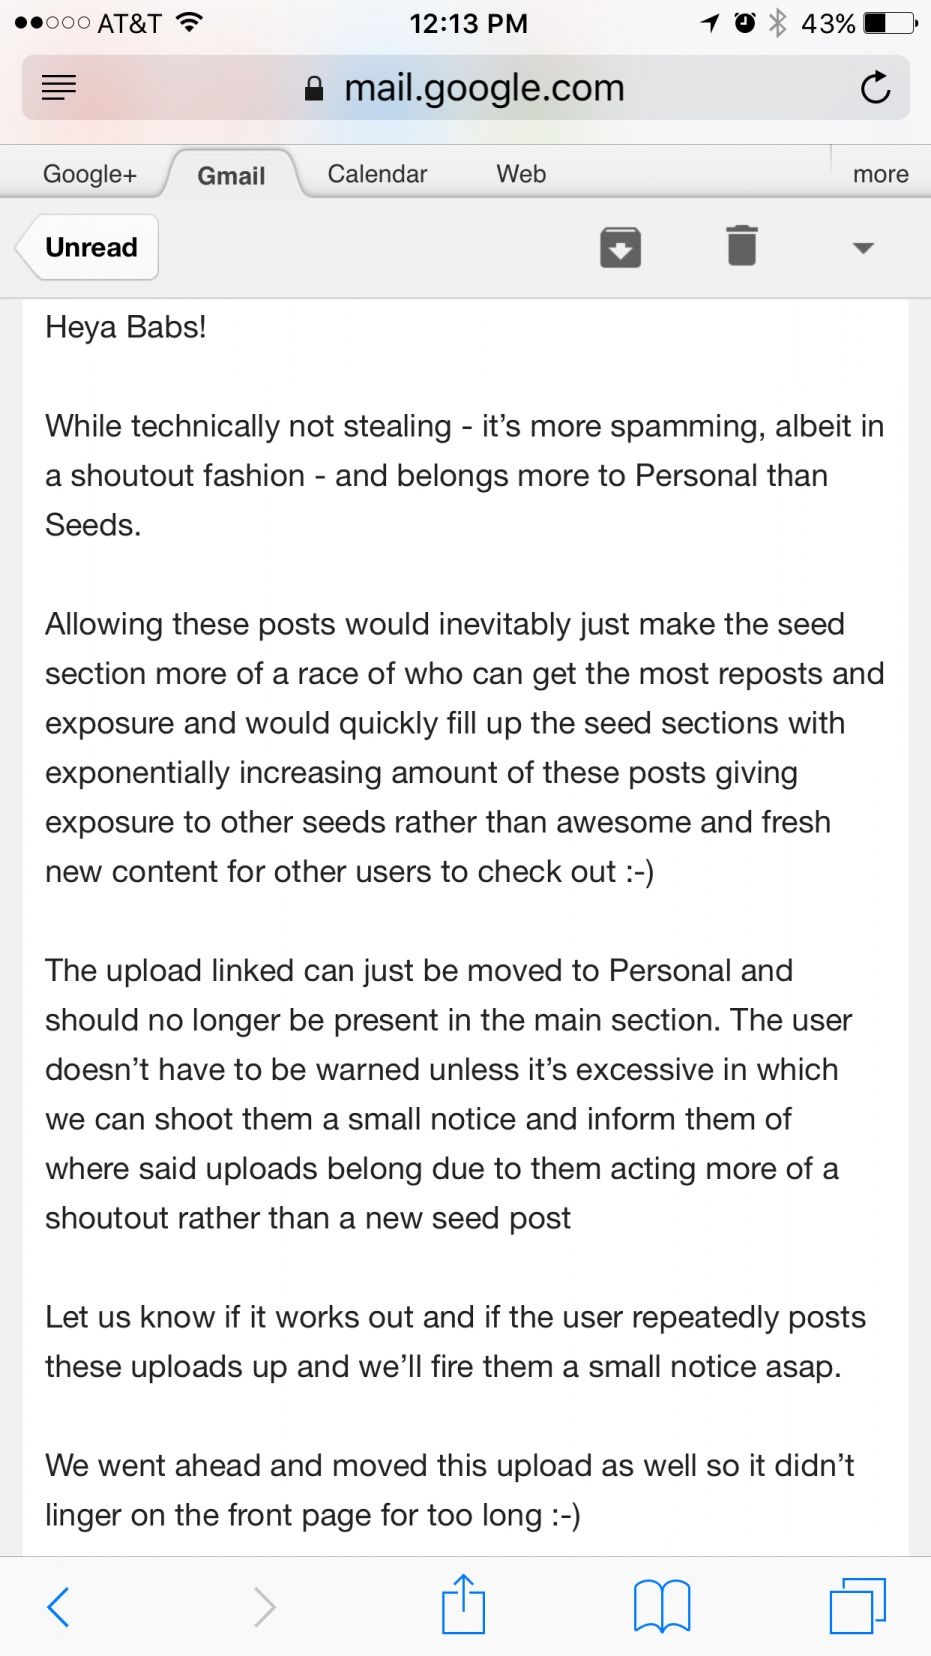 AT&T 12:13 PM 43%
mail.google.com
Google+ Gmail Calendar Web more
Unread
Heya Babs!
While technically not stealing - it’s more spamming, albeit in
a shoutout fashion - and belongs more to Personal than
Seeds.
Allowing these posts would inevitably just make the seed
section more of a race of who can get the most reposts and
exposure and would quickly fill up the seed sections with
exponentially increasing amount of these posts giving
exposure to other seeds rather than awesome and fresh
new content for other users to check out :-)
The upload linked can just be moved to Personal and
should no longer be present in the main section. The user
doesn’t have to be warned unless it’s excessive in which
we can shoot them a small notice and inform them of
where said uploads belong due to them acting more of a
shoutout rather than a new seed post
Let us know if it works out and if the user repeatedly posts
these uploads up and we’ll fire them a small notice asap.
We went ahead and moved this upload as well so it didn’t
linger on the front page for too long :-)